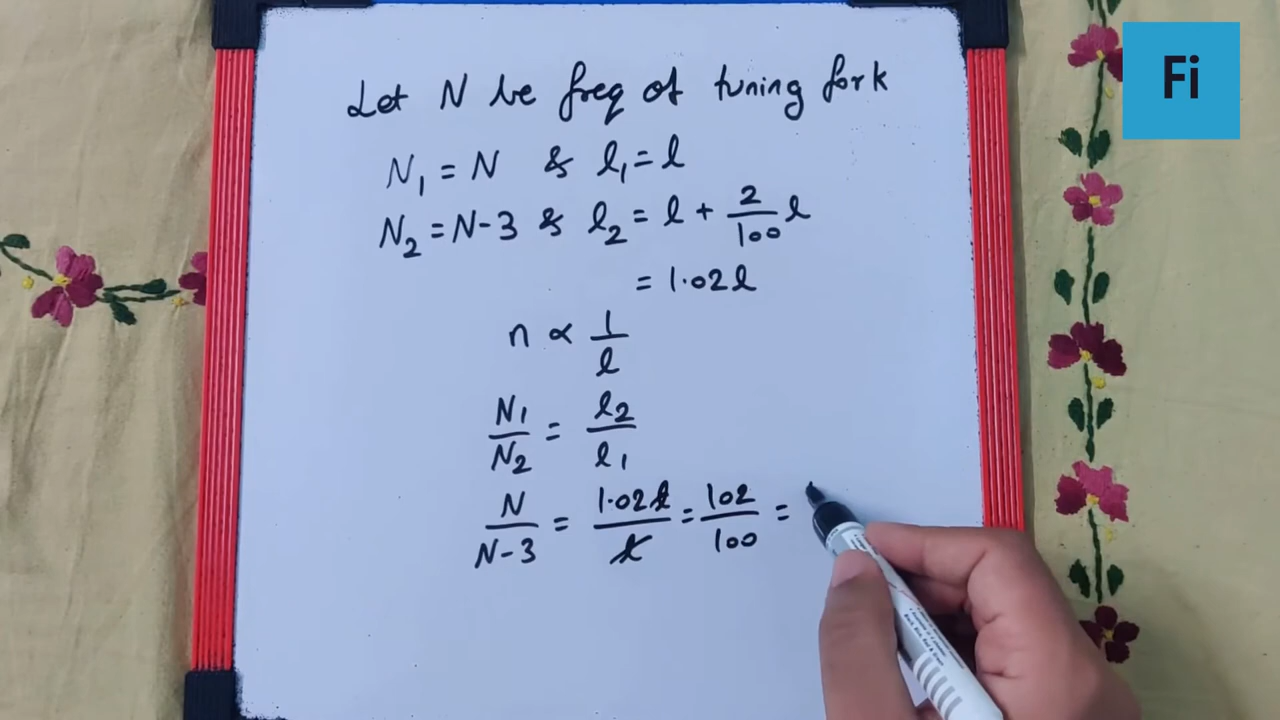 Fi
Let N be freq of tuning fork
N₁ = N & l₁ = l
N₂ = N-3 & l₂ = l + 2/100 l
= 1.02l
n ∝ 1/l
N₁/N₂ = l₂/l₁
N/N-3 = 1.02l/l = 102/100 =